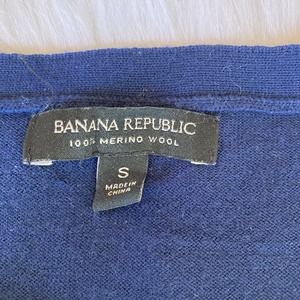 BANANA REPUBLIC
100% MERINO WOOL
S
MADE IN
CHINA